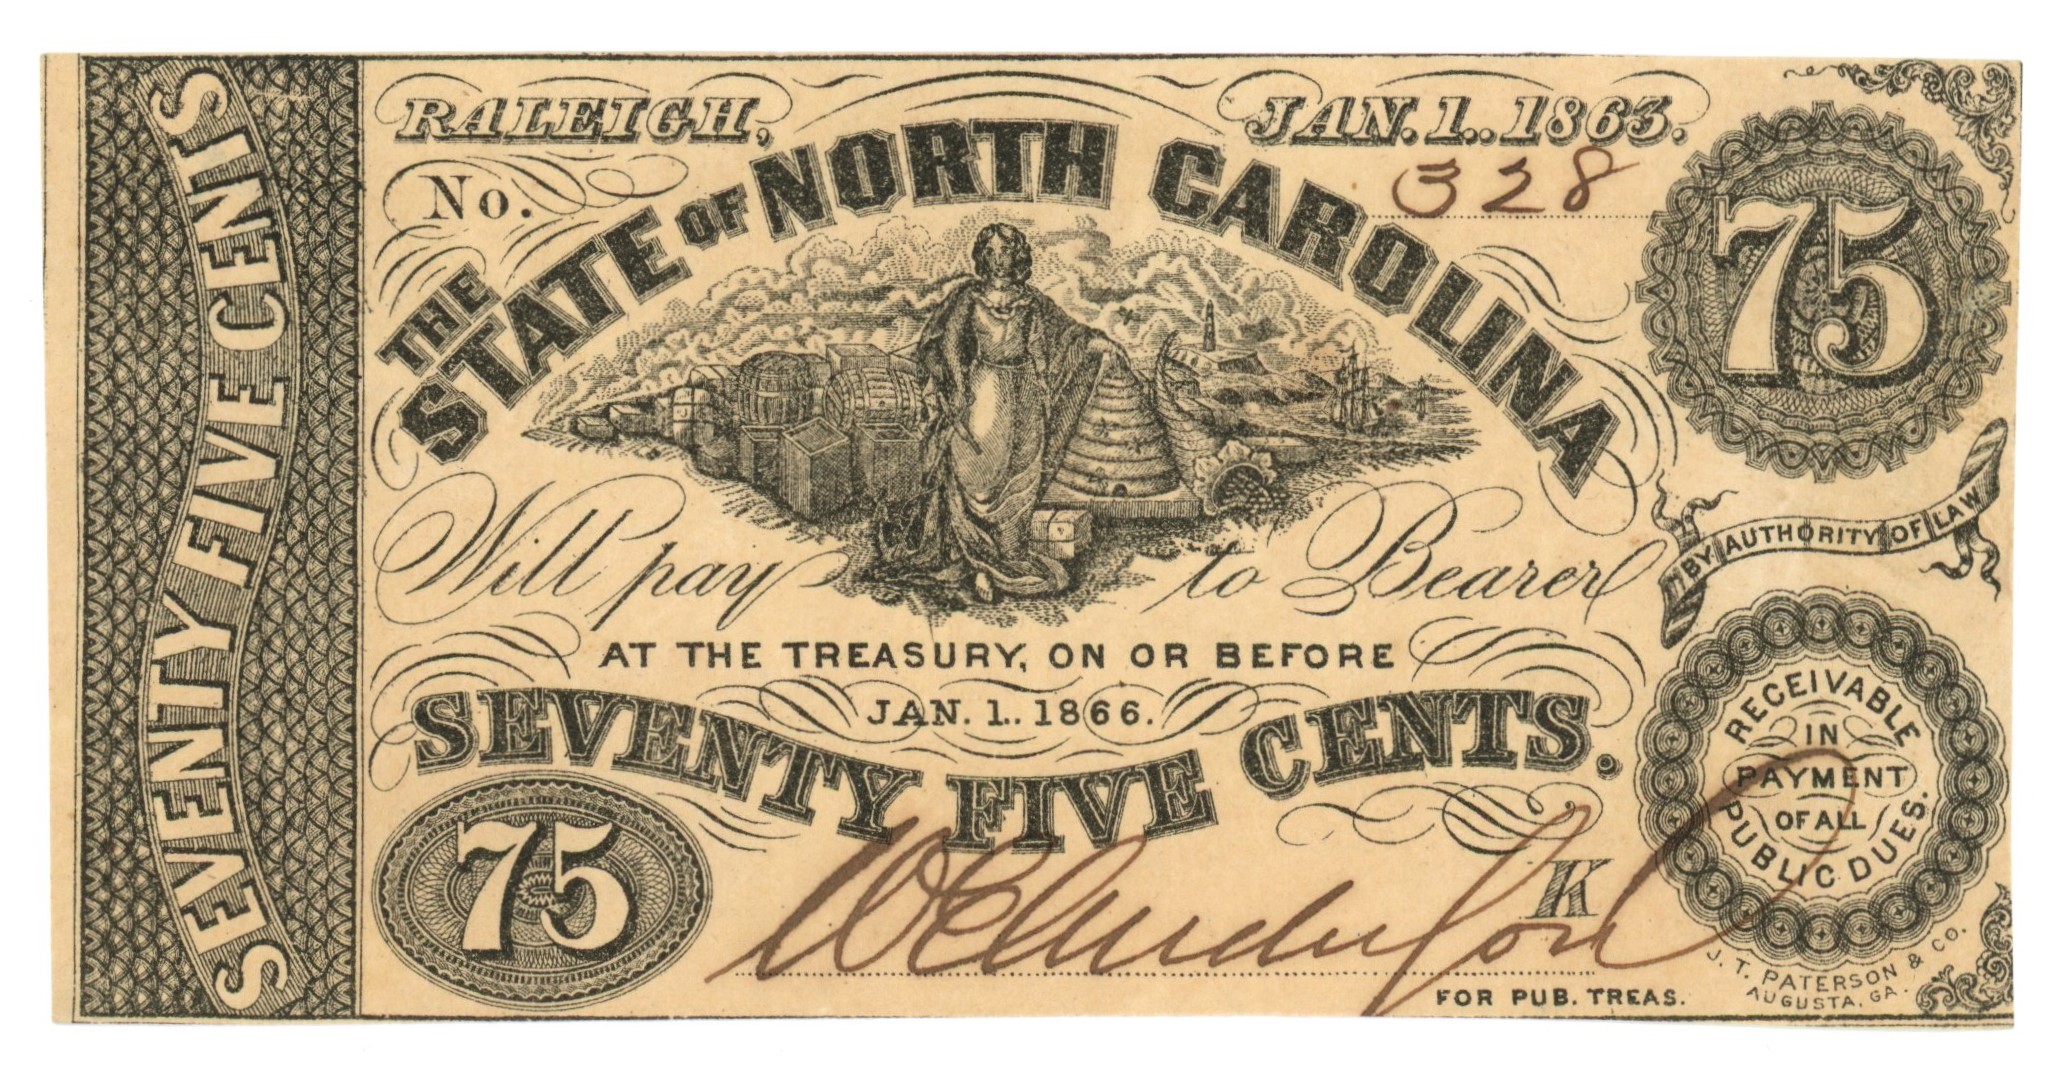 SEVENTY FIVE CENTS
RALEIGH, JAN. 1.. 1863.
No. 328
THE STATE OF NORTH CAROLINA
75
Will pay to Bearer
BY AUTHORITY OF LAW
AT THE TREASURY, ON OR BEFORE
JAN. 1.. 1866.
SEVENTY FIVE CENTS.
RECEIVABLE
IN
PAYMENT
OF ALL
PUBLIC DUES.
75
K
W E Anderson
FOR PUB. TREAS.
J. T. PATERSON & CO.
AUGUSTA, GA.